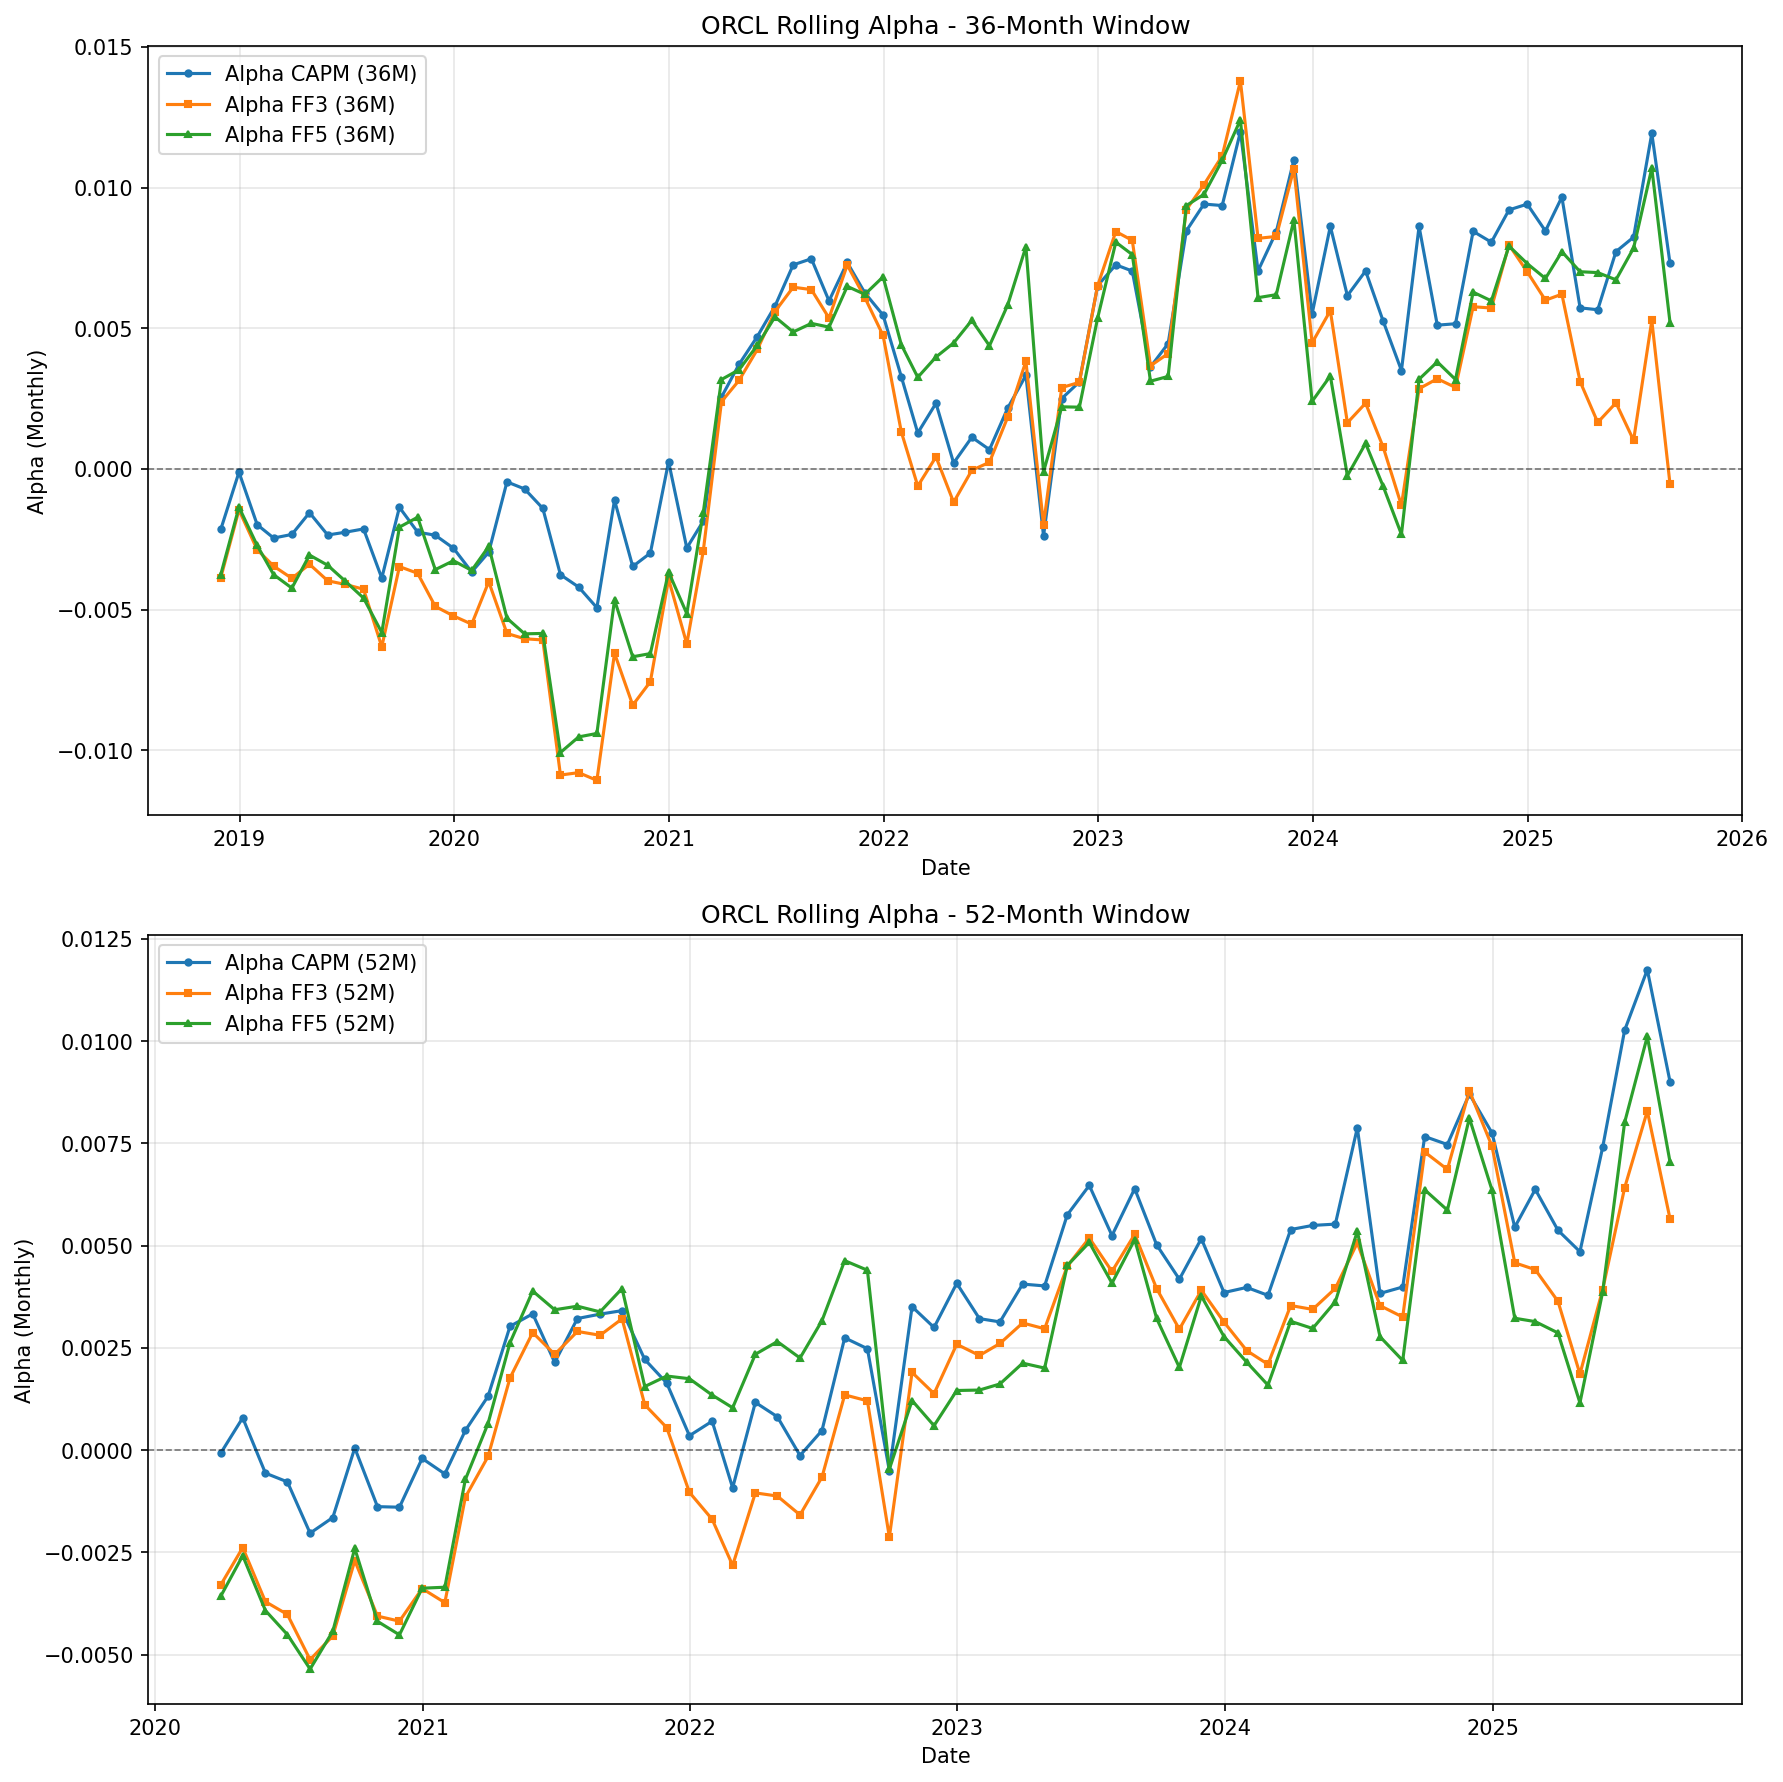 ORCL Rolling Alpha - 36-Month Window
Alpha CAPM (36M)
Alpha FF3 (36M)
Alpha FF5 (36M)
Alpha (Monthly)
0.015
0.010
0.005
0.000
−0.005
−0.010
2019 2020 2021 2022 2023 2024 2025 2026
Date
ORCL Rolling Alpha - 52-Month Window
Alpha CAPM (52M)
Alpha FF3 (52M)
Alpha FF5 (52M)
Alpha (Monthly)
0.0125
0.0100
0.0075
0.0050
0.0025
0.0000
−0.0025
−0.0050
2020 2021 2022 2023 2024 2025
Date